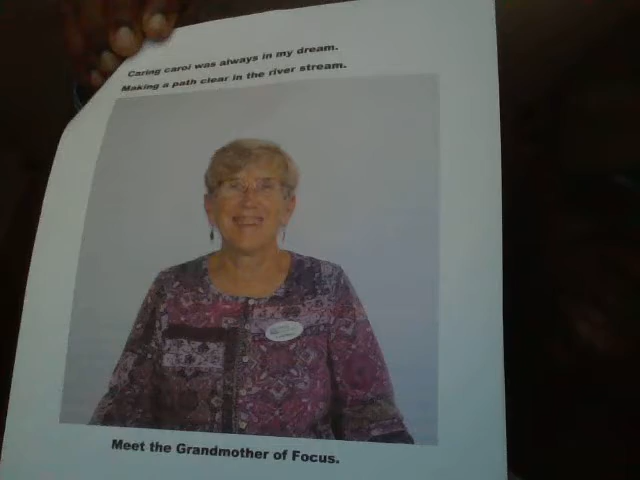 Caring carol was always in my dream.
Making a path clear in the river stream.
Meet the Grandmother of Focus.